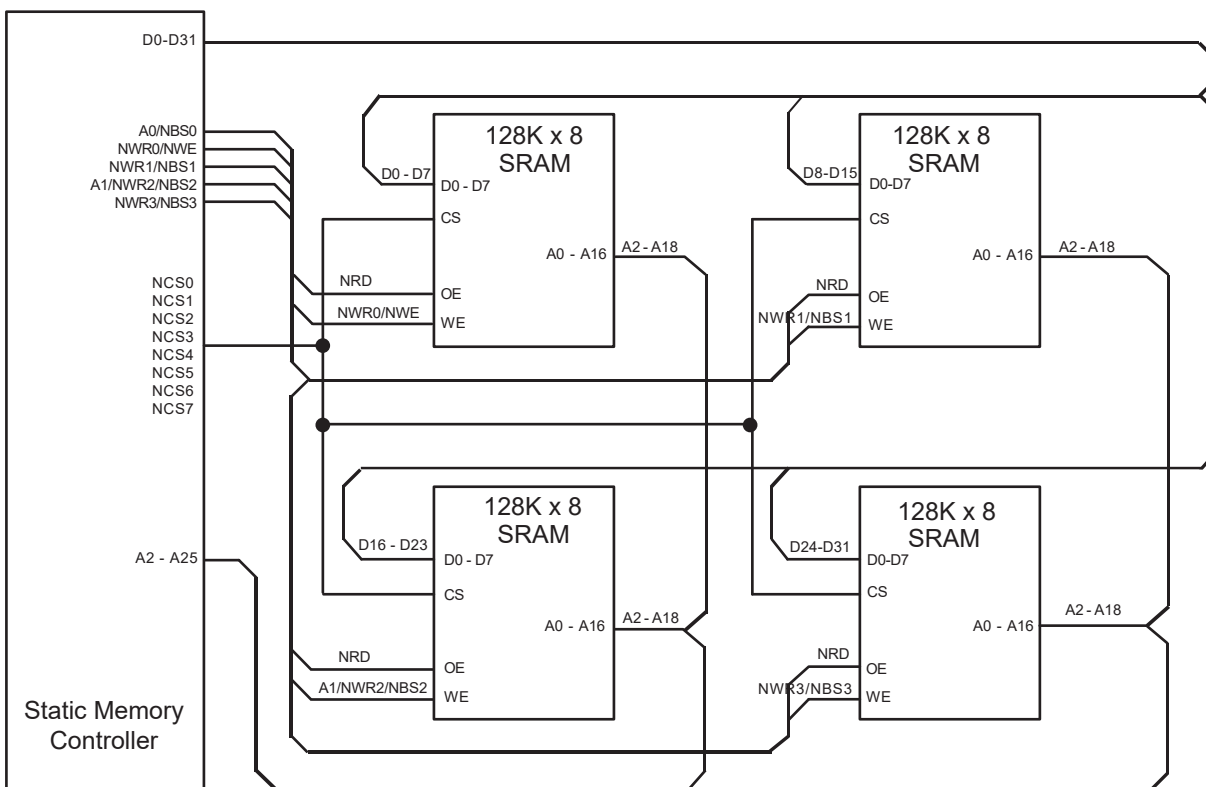 D0-D31
A0/NBS0
NWR0/NWE
NWR1/NBS1
A1/NWR2/NBS2
NWR3/NBS3
NCS0
NCS1
NCS2
NCS3
NCS4
NCS5
NCS6
NCS7
A2 - A25
Static Memory
Controller
128K x 8
SRAM
D0 - D7
D0 - D7
CS
A0 - A16
A2 - A18
NRD
OE
NWR0/NWE
WE
128K x 8
SRAM
D8-D15
D0-D7
CS
A0 - A16
A2 - A18
NRD
OE
NWR1/NBS1
WE
128K x 8
SRAM
D16 - D23
D0 - D7
CS
A0 - A16
A2 - A18
NRD
OE
A1/NWR2/NBS2
WE
128K x 8
SRAM
D24-D31
D0-D7
CS
A0 - A16
A2 - A18
NRD
OE
NWR3/NBS3
WE